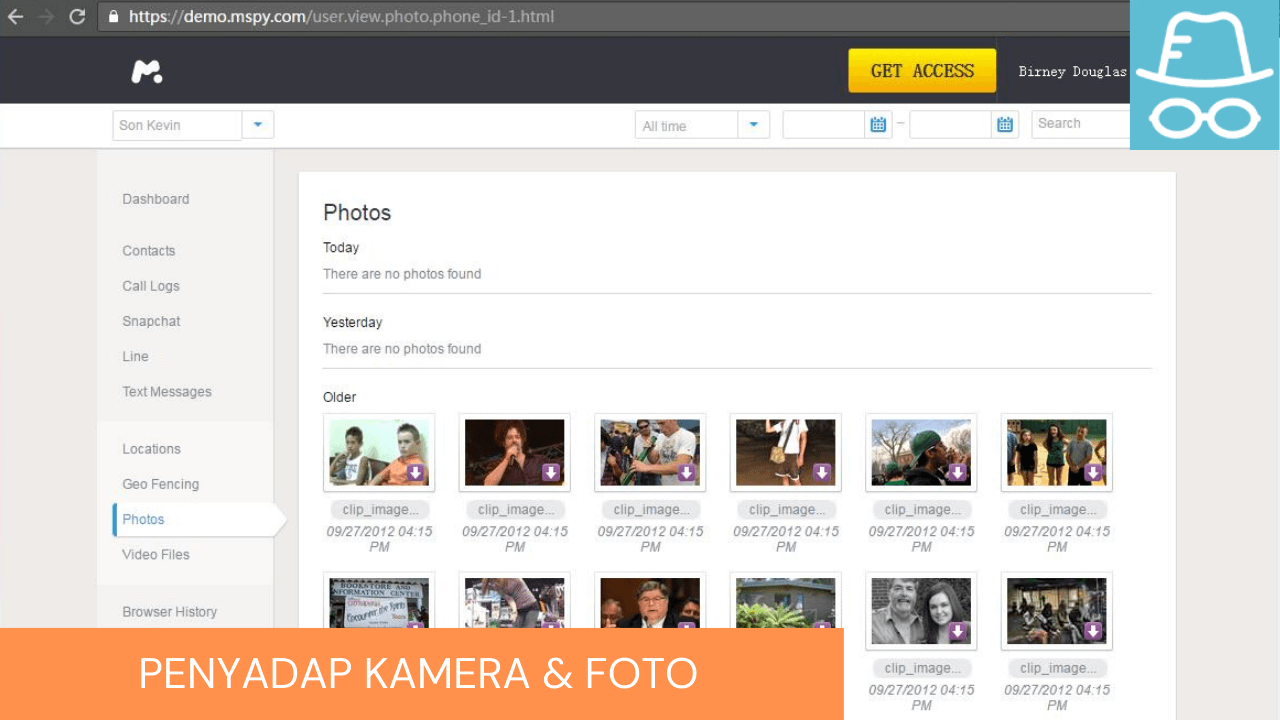 https://demo.mspy.com/user.view.photo.phone_id-1.html
GET ACCESS
Birney Douglas
Son Kevin
All time
–
Search
Dashboard
Contacts
Call Logs
Snapchat
Line
Text Messages
Locations
Geo Fencing
Photos
Video Files
Browser History
Photos
Today
There are no photos found
Yesterday
There are no photos found
Older
clip_image... clip_image... clip_image... clip_image... clip_image... clip_image...
09/27/2012 04:15 09/27/2012 04:15 09/27/2012 04:15 09/27/2012 04:15 09/27/2012 04:15 09/27/2012 04:15
PM PM PM PM PM PM
BOOKSTORE AND
INFORMATION CENTER
clip_image... clip_image...
09/27/2012 04:15 09/27/2012 04:15
PM PM
PENYADAP KAMERA & FOTO